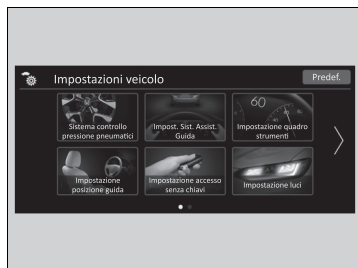 Impostazioni veicolo
Predef.
Sistema controllo
pressione pneumatici
Impost. Sist. Assist.
Guida
60
Impostazione quadro
strumenti
Impostazione
posizione guida
Impostazione accesso
senza chiavi
Impostazione luci